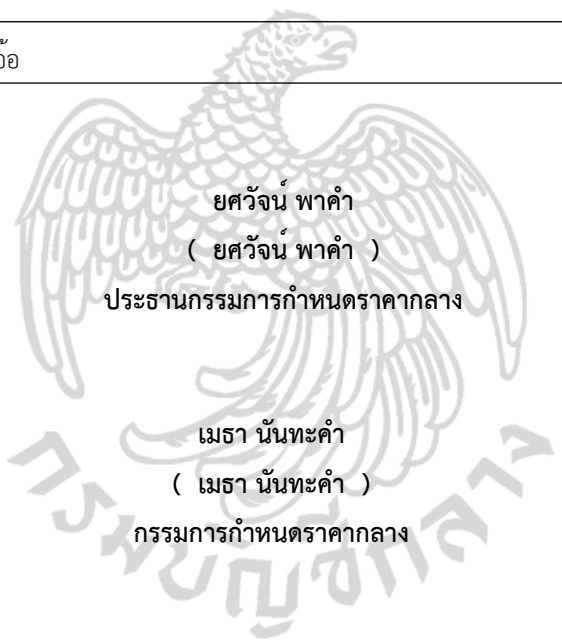 ยศวัจน์ พาคำ
( ยศวัจน์ พาคำ )
ประธานกรรมการกำหนดราคากลาง
เมธา นันทะคำ
( เมธา นันทะคำ )
กรรมการกำหนดราคากลาง
กรมบัญชีกลาง